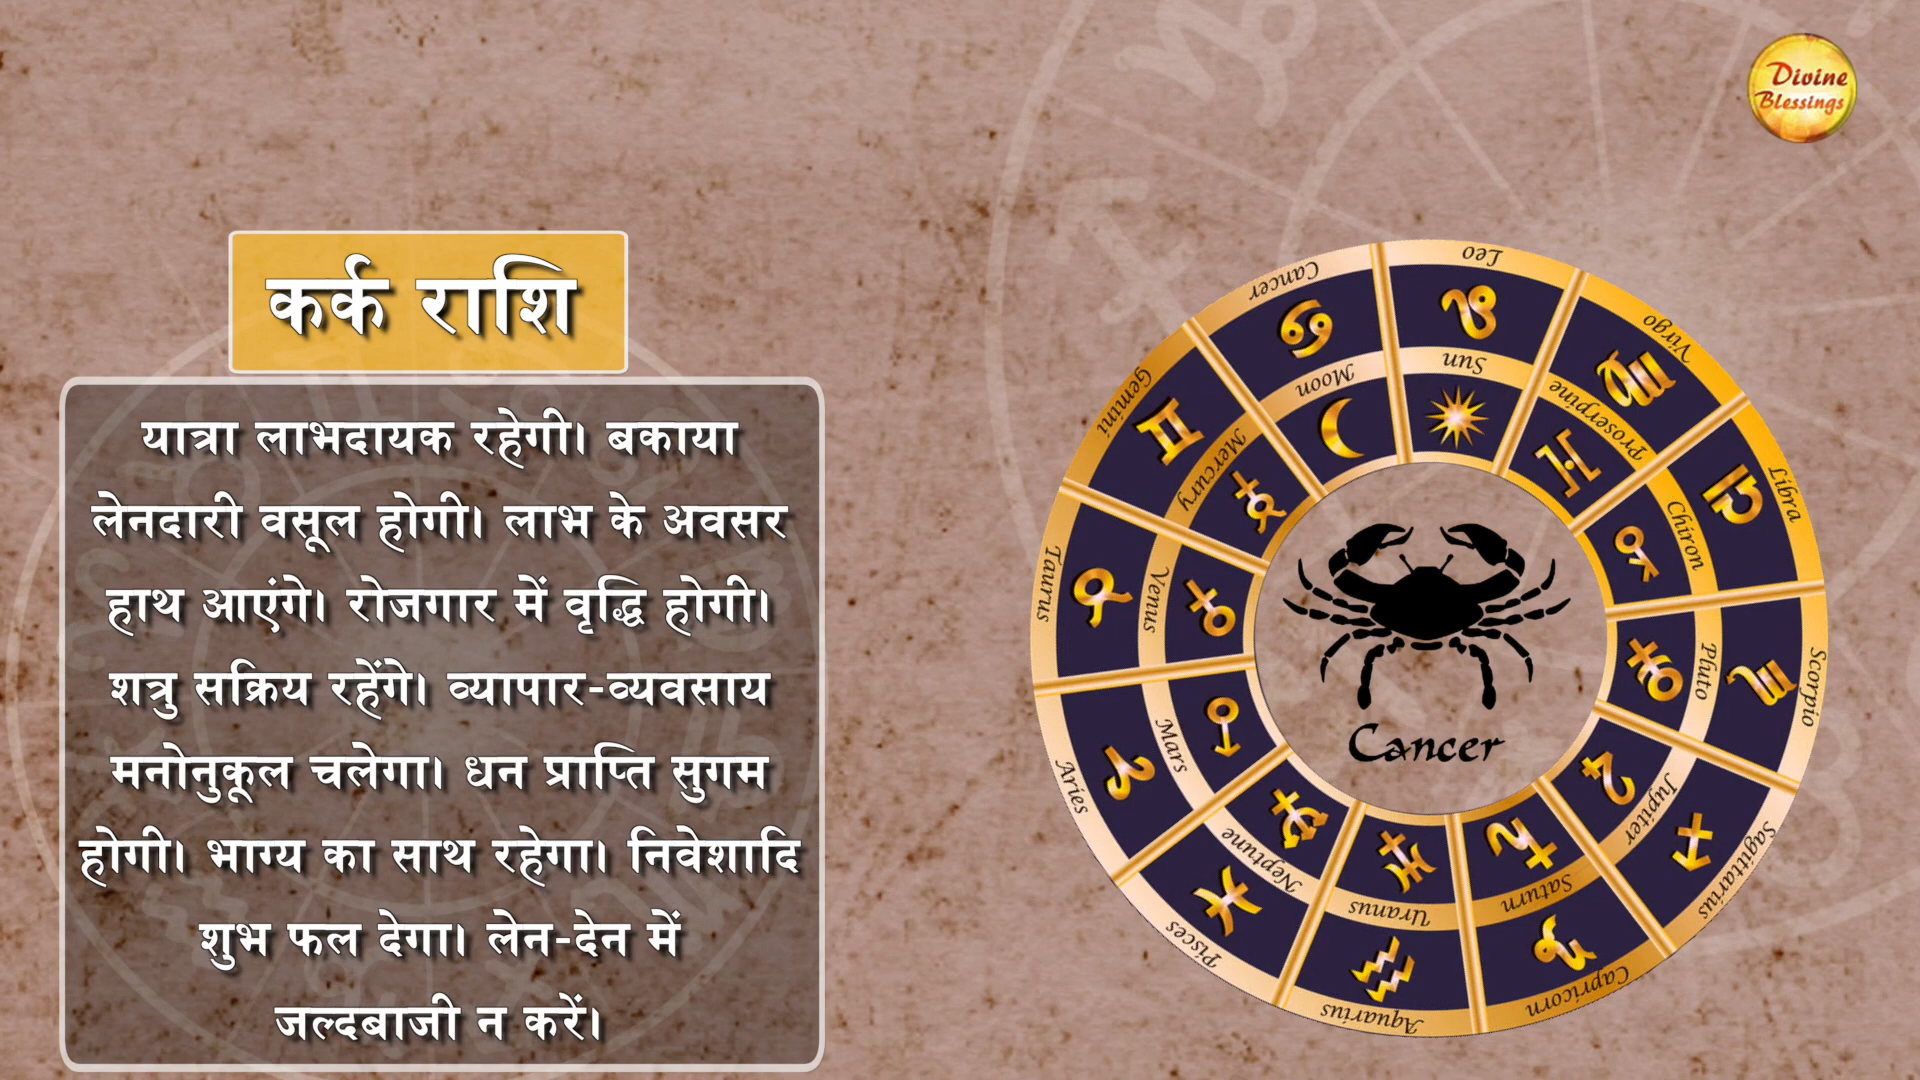 Divine
Blessings
कर्क राशि
यात्रा लाभदायक रहेगी। बकाया
लेनदारी वसूल होगी। लाभ के अवसर
हाथ आएंगे। रोजगार में वृद्धि होगी।
शत्रु सक्रिय रहेंगे। व्यापार-व्यवसाय
मनोनुकूल चलेगा। धन प्राप्ति सुगम
होगी। भाग्य का साथ रहेगा। निवेशादि
शुभ फल देगा। लेन-देन में
जल्दबाजी न करें।
Leo
Virgo
Libra
Scorpio
Sagittarius
Capricorn
Aquarius
Pisces
Aries
Taurus
Gemini
Cancer
Sun
Proserpine
Chiron
Pluto
Jupiter
Saturn
Uranus
Neptune
Mars
Venus
Mercury
Moon
Cancer